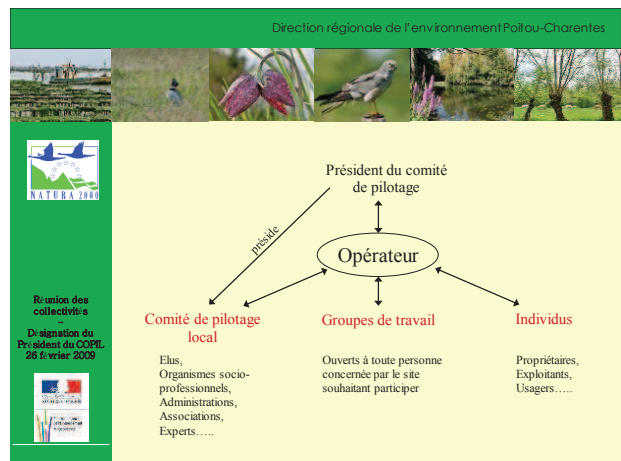 Direction régionale de l'environnement Poitou-Charentes
NATURA 2000
Réunion des
collectivités
–
Désignation du
Président du COPIL
26 février 2009
Président du comité
de pilotage
préside
Opérateur
Comité de pilotage
local
Elus,
Organismes socio-
professionnels,
Administrations,
Associations,
Experts.....
Groupes de travail
Ouverts à toute personne
concernée par le site
souhaitant participer
Individus
Propriétaires,
Exploitants,
Usagers.....